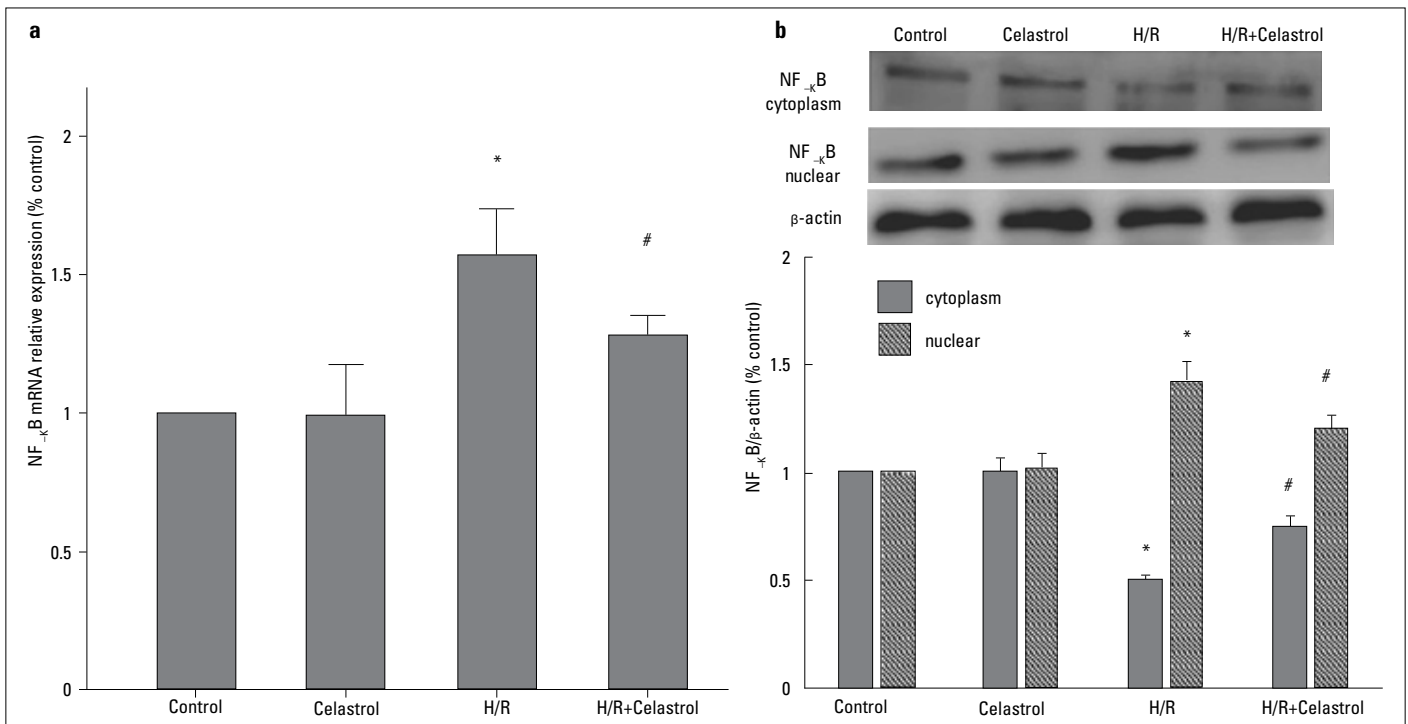 a
NF₋κB mRNA relative expression (% control)
2
1.5
1
0.5
0
*
#
Control
Celastrol
H/R
H/R+Celastrol
b
Control
Celastrol
H/R
H/R+Celastrol
NF₋κB
cytoplasm
NF₋κB
nuclear
β-actin
NF₋κB/β-actin (% control)
2
1.5
1
0.5
0
cytoplasm
nuclear
*
*
#
#
Control
Celastrol
H/R
H/R+Celastrol